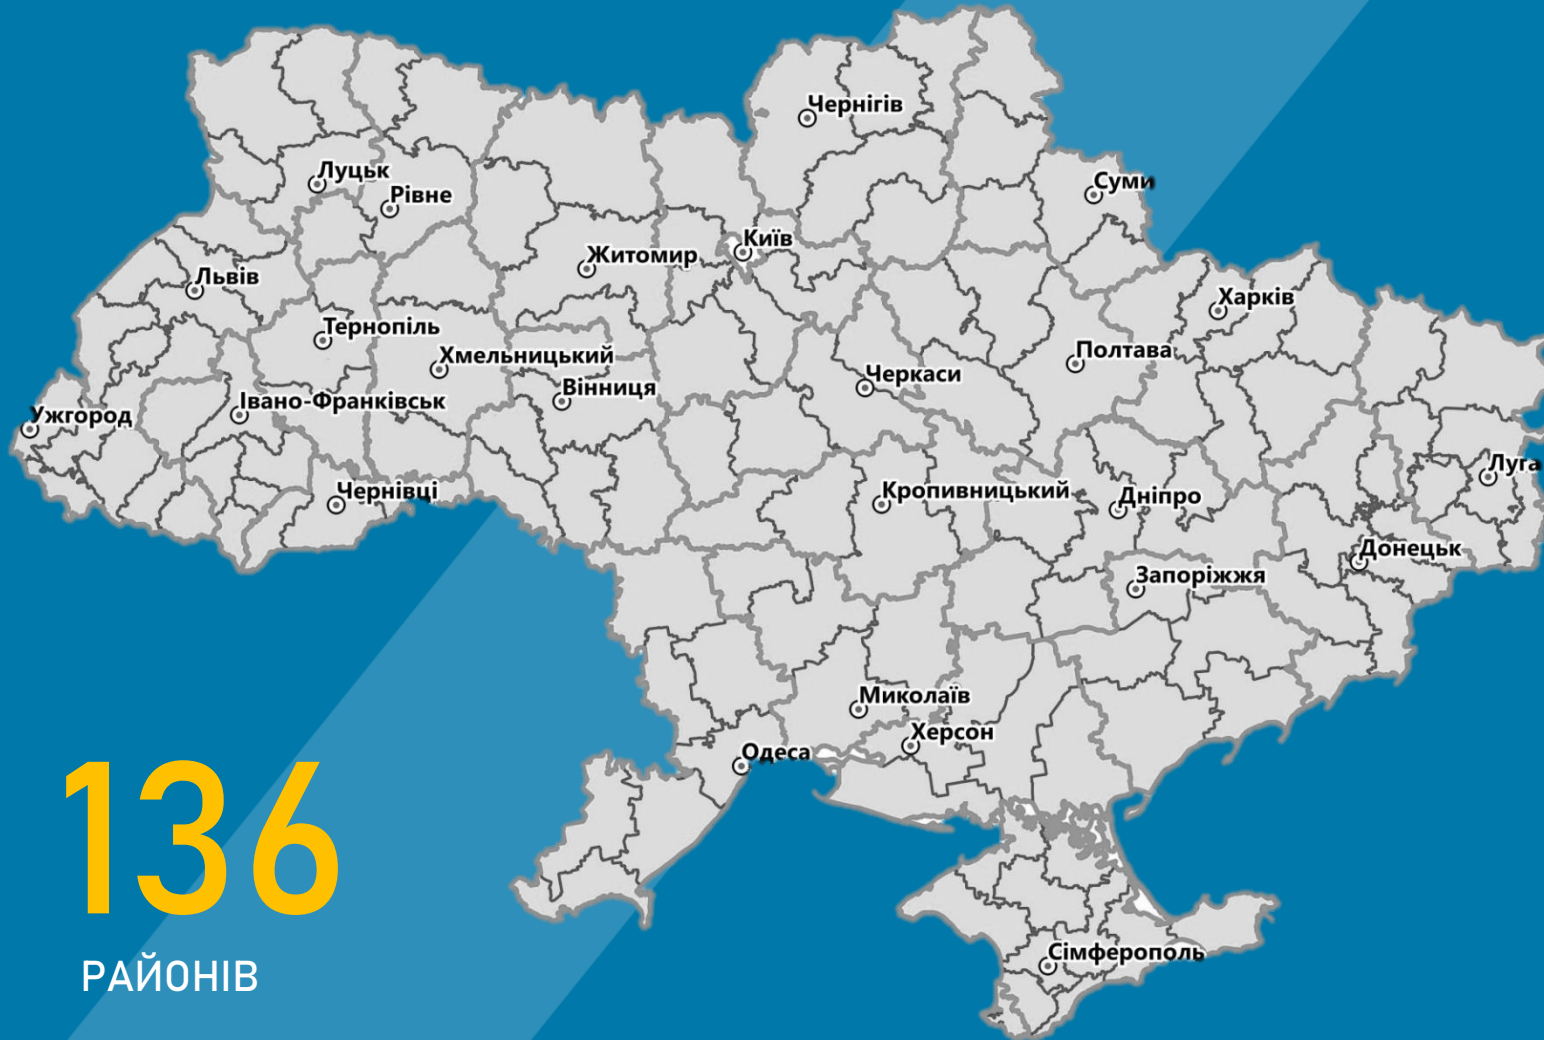 Чернігів
Луцьк
Суми
Рівне
Київ
Житомир
Львів
Харків
Тернопіль
Хмельницький
Полтава
Черкаси
Вінниця
Івано-Франківськ
Ужгород
Луга
Чернівці
Кропивницький
Дніпро
Донецьк
Запоріжжя
Миколаїв
Херсон
Одеса
136
РАЙОНІВ
Сімферополь